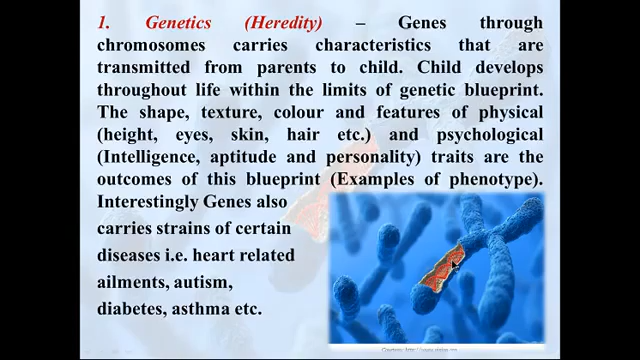 1. Genetics (Heredity) – Genes through
chromosomes carries characteristics that are
transmitted from parents to child. Child develops
throughout life within the limits of genetic blueprint.
The shape, texture, colour and features of physical
(height, eyes, skin, hair etc.) and psychological
(Intelligence, aptitude and personality) traits are the
outcomes of this blueprint (Examples of phenotype).
Interestingly Genes also
carries strains of certain
diseases i.e. heart related
ailments, autism,
diabetes, asthma etc.